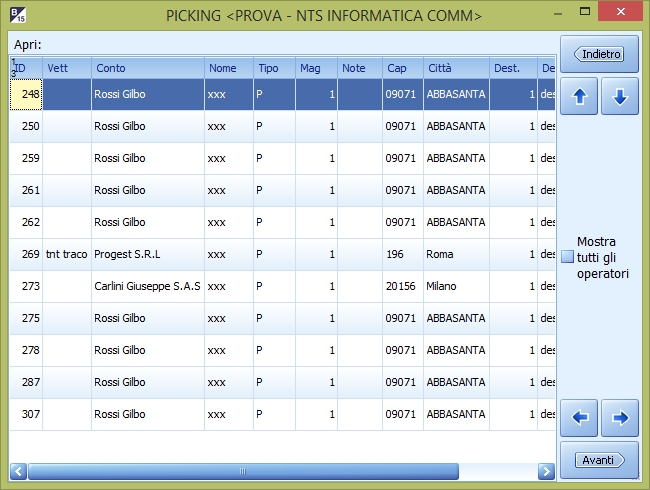 B
15
PICKING <PROVA - NTS INFORMATICA COMM>
Apri:
Indietro
1
3
ID Vett Conto Nome Tipo Mag Note Cap Città Dest. De
248 Rossi Gilbo xxx P 1 09071 ABBASANTA 1 des
250 Rossi Gilbo xxx P 1 09071 ABBASANTA 1 des
259 Rossi Gilbo xxx P 1 09071 ABBASANTA 1 des
261 Rossi Gilbo xxx P 1 09071 ABBASANTA 1 des
262 Rossi Gilbo xxx P 1 09071 ABBASANTA 1 des
269 tnt traco Progest S.R.L xxx P 1 196 Roma
273 Carlini Giuseppe S.A.S xxx P 1 20156 Milano
275 Rossi Gilbo xxx P 1 09071 ABBASANTA 1 des
278 Rossi Gilbo xxx P 1 09071 ABBASANTA 1 des
287 Rossi Gilbo xxx P 1 09071 ABBASANTA 1 des
307 Rossi Gilbo xxx P 1 09071 ABBASANTA 1 des
Mostra
tutti gli
operatori
Avanti